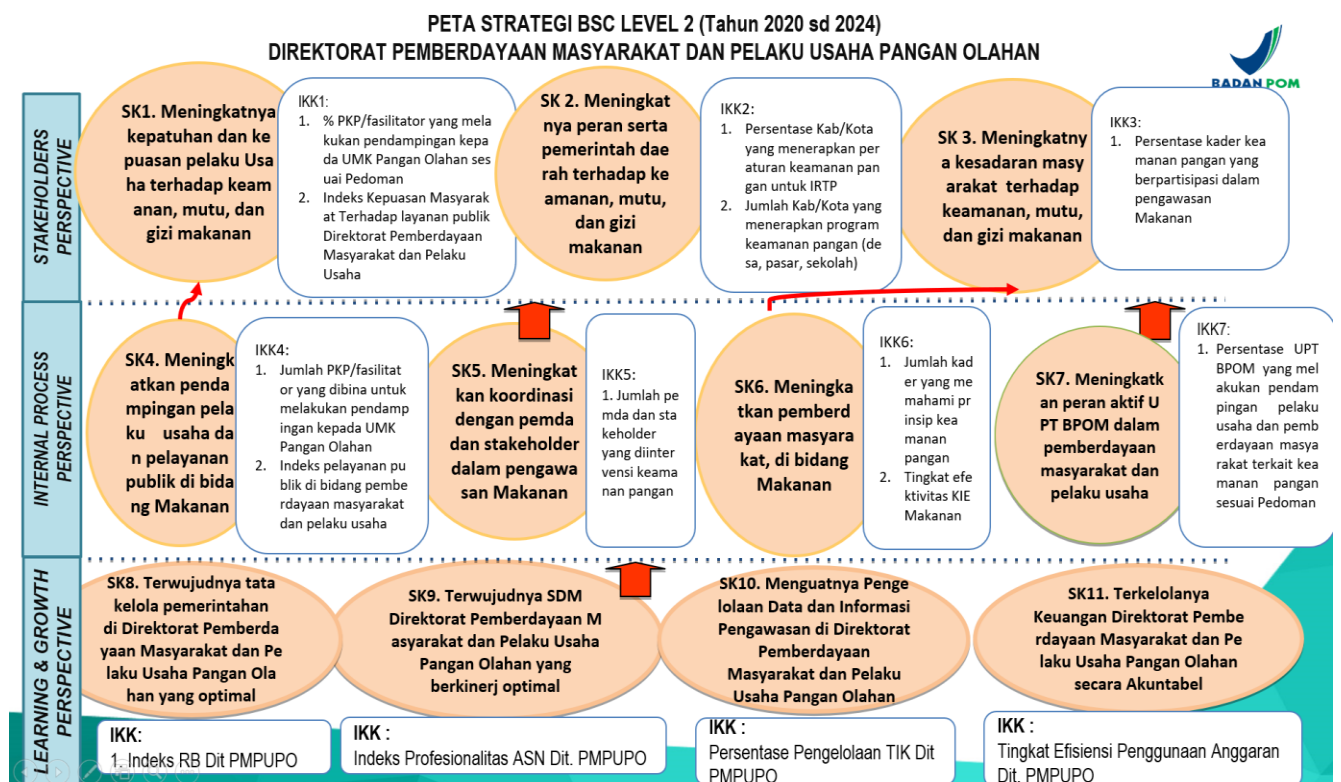 PETA STRATEGI BSC LEVEL 2 (Tahun 2020 sd 2024)
DIREKTORAT PEMBERDAYAAN MASYARAKAT DAN PELAKU USAHA PANGAN OLAHAN
BADAN POM
STAKEHOLDERS
PERSPECTIVE
SK1. Meningkatnya
kepatuhan dan ke
puasan pelaku Usa
ha terhadap keam
anan, mutu, dan
gizi makanan
IKK1:
1. % PKP/fasilitator yang mela
kukan pendampingan kepa
da UMK Pangan Olahan ses
uai Pedoman
2. Indeks Kepuasan Masyarak
at Terhadap layanan publik
Direktorat Pemberdayaan
Masyarakat dan Pelaku
Usaha
SK 2. Meningkat
nya peran serta
pemerintah dae
rah terhadap ke
amanan, mutu,
dan gizi
makanan
IKK2:
1. Persentase Kab/Kota
yang menerapkan per
aturan keamanan pan
gan untuk IRTP
2. Jumlah Kab/Kota yang
menerapkan program
keamanan pangan (de
sa, pasar, sekolah)
SK 3. Meningkatny
a kesadaran masy
arakat terhadap
keamanan, mutu,
dan gizi makanan
IKK3:
1. Persentase kader kea
manan pangan yang
berpartisipasi dalam
pengawasan
Makanan
INTERNAL PROCESS
PERSPECTIVE
SK4. Meningk
atkan penda
mpingan pela
ku usaha da
n pelayanan
publik di bida
ng Makanan
IKK4:
1. Jumlah PKP/fasilitat
or yang dibina untuk
melakukan pendamp
ingan kepada UMK
Pangan Olahan
2. Indeks pelayanan pu
blik di bidang pembe
rdayaan masyarakat
dan pelaku usaha
SK5. Meningkat
kan koordinasi
dengan pemda
dan stakeholder
dalam pengawa
san Makanan
IKK5:
1. Jumlah pe
mda dan sta
keholder
yang diinter
vensi keama
nan pangan
SK6. Meningka
tkan pemberd
ayaan masyara
kat, di bidang
Makanan
IKK6:
1. Jumlah kad
er yang me
mahami pr
insip kea
manan
pangan
2. Tingkat efe
ktivitas KIE
Makanan
SK7. Meningkatk
an peran aktif U
PT BPOM dalam
pemberdayaan
masyarakat dan
pelaku usaha
IKK7:
1. Persentase UPT
BPOM yang mel
akukan pendam
pingan pelaku
usaha dan pemb
erdayaan masya
rakat terkait kea
manan pangan
sesuai Pedoman
LEARNING & GROWTH
PERSPECTIVE
SK8. Terwujudnya tata
kelola pemerintahan
di Direktorat Pemberda
yaan Masyarakat dan Pe
laku Usaha Pangan Ola
han yang optimal
IKK:
1. Indeks RB Dit PMPUPO
SK9. Terwujudnya SDM
Direktorat Pemberdayaan M
asyarakat dan Pelaku Usaha
Pangan Olahan yang
berkinerj optimal
IKK :
Indeks Profesionalitas ASN Dit. PMPUPO
SK10. Menguatnya Penge
lolaan Data dan Informasi
Pengawasan di Direktorat
Pemberdayaan
Masyarakat dan Pelaku
Usaha Pangan Olahan
IKK :
Persentase Pengelolaan TIK Dit
PMPUPO
SK11. Terkelolanya
Keuangan Direktorat Pembe
rdayaan Masyarakat dan Pe
laku Usaha Pangan Olahan
secara Akuntabel
IKK :
Tingkat Efisiensi Penggunaan Anggaran
Dit. PMPUPO